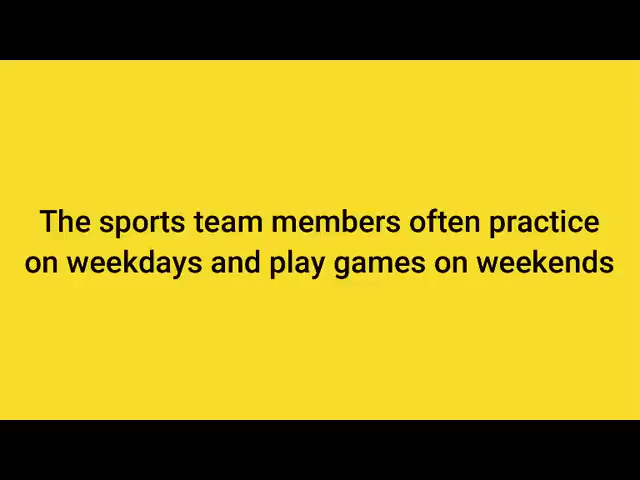 The sports team members often practice
on weekdays and play games on weekends